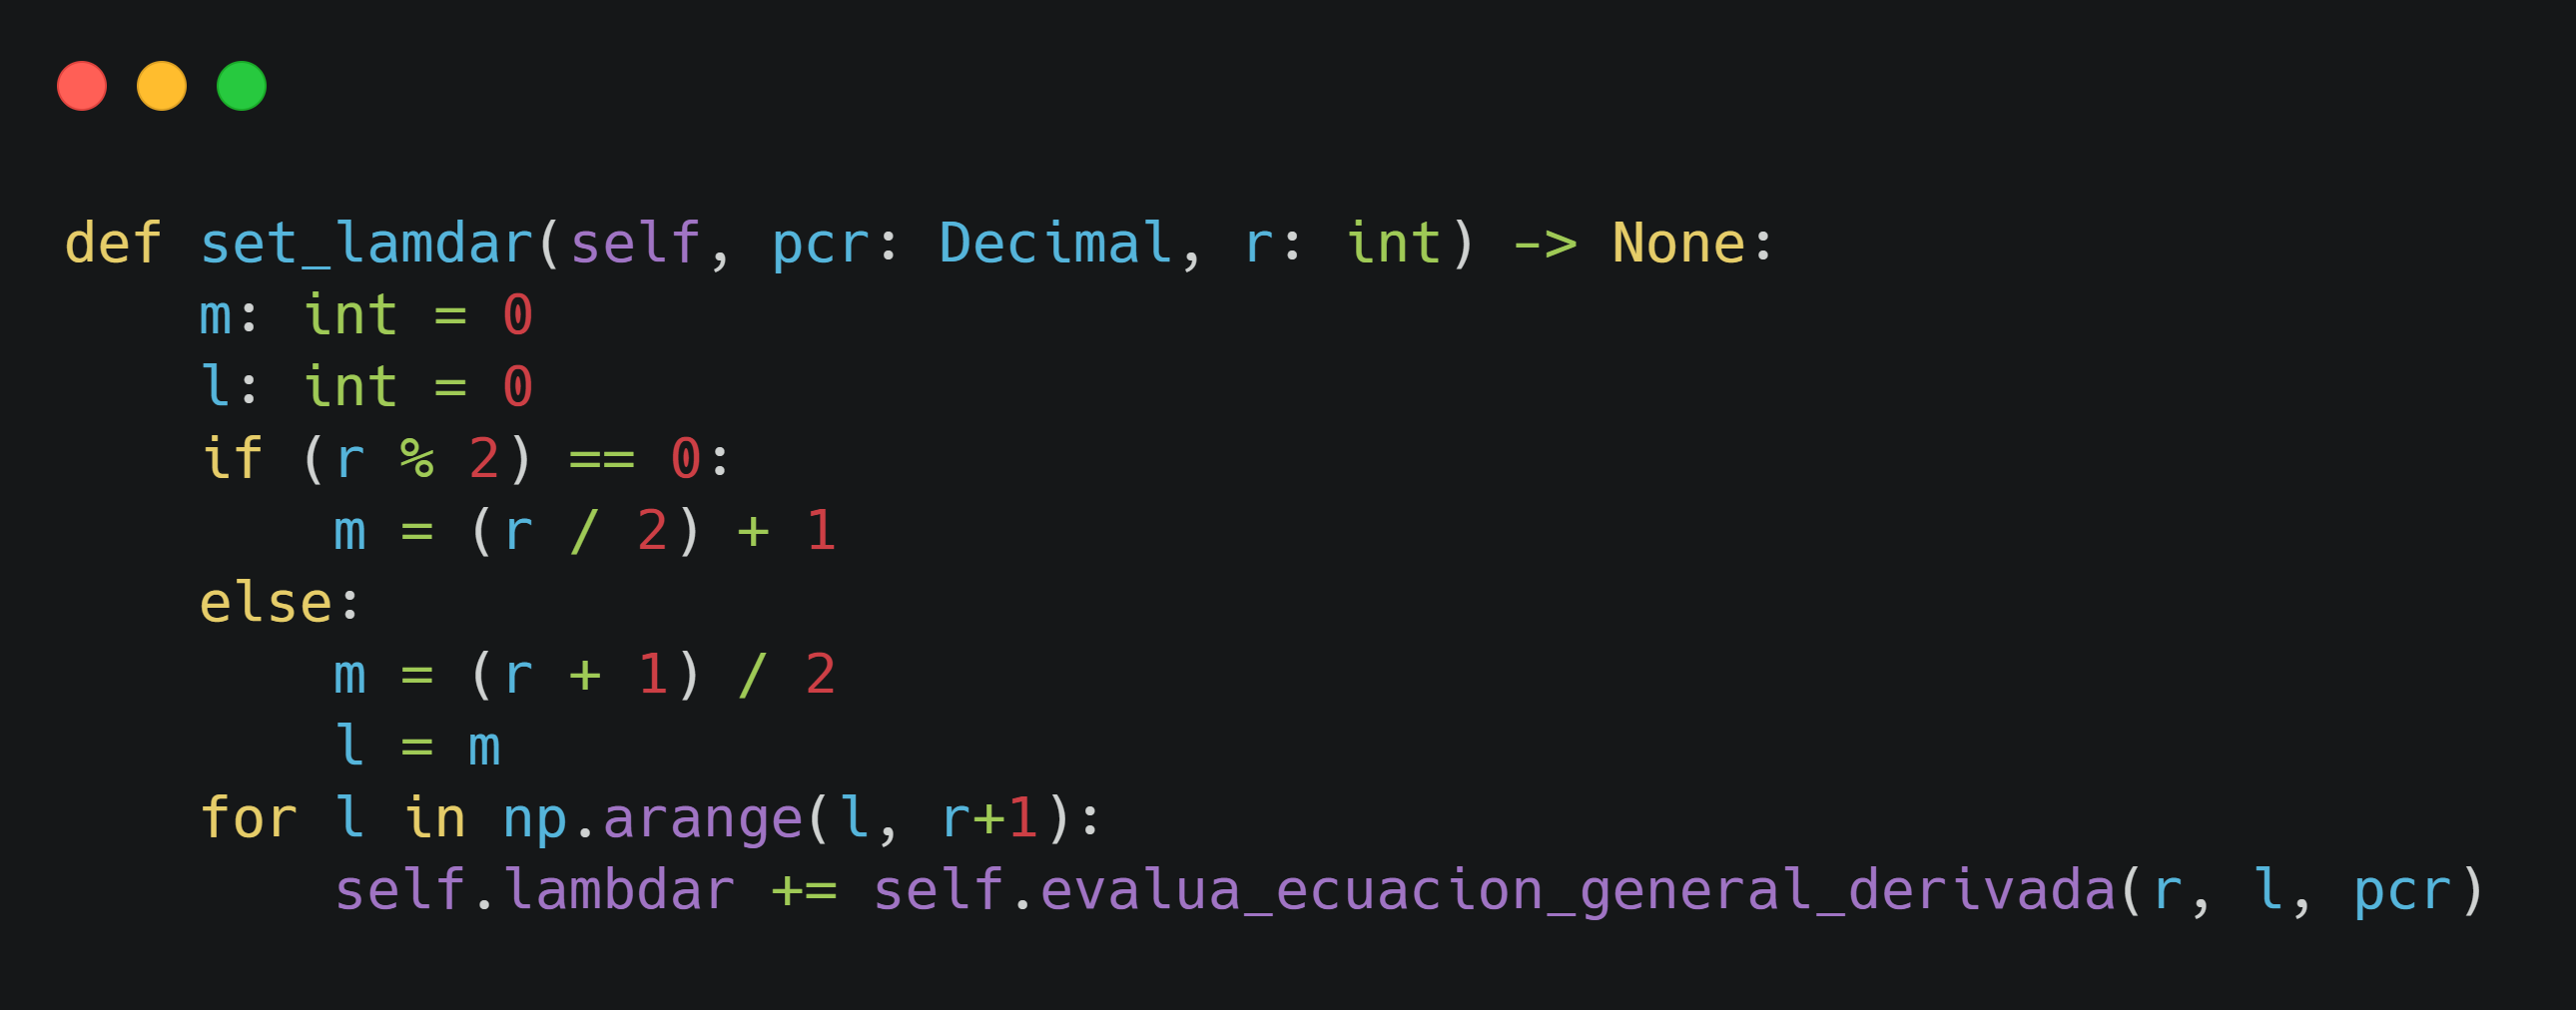 def set_lamdar(self, pcr: Decimal, r: int) -> None:
    m: int = 0
    l: int = 0
    if (r % 2) == 0:
        m = (r / 2) + 1
    else:
        m = (r + 1) / 2
        l = m
    for l in np.arange(l, r+1):
        self.lambdar += self.evalua_ecuacion_general_derivada(r, l, pcr)